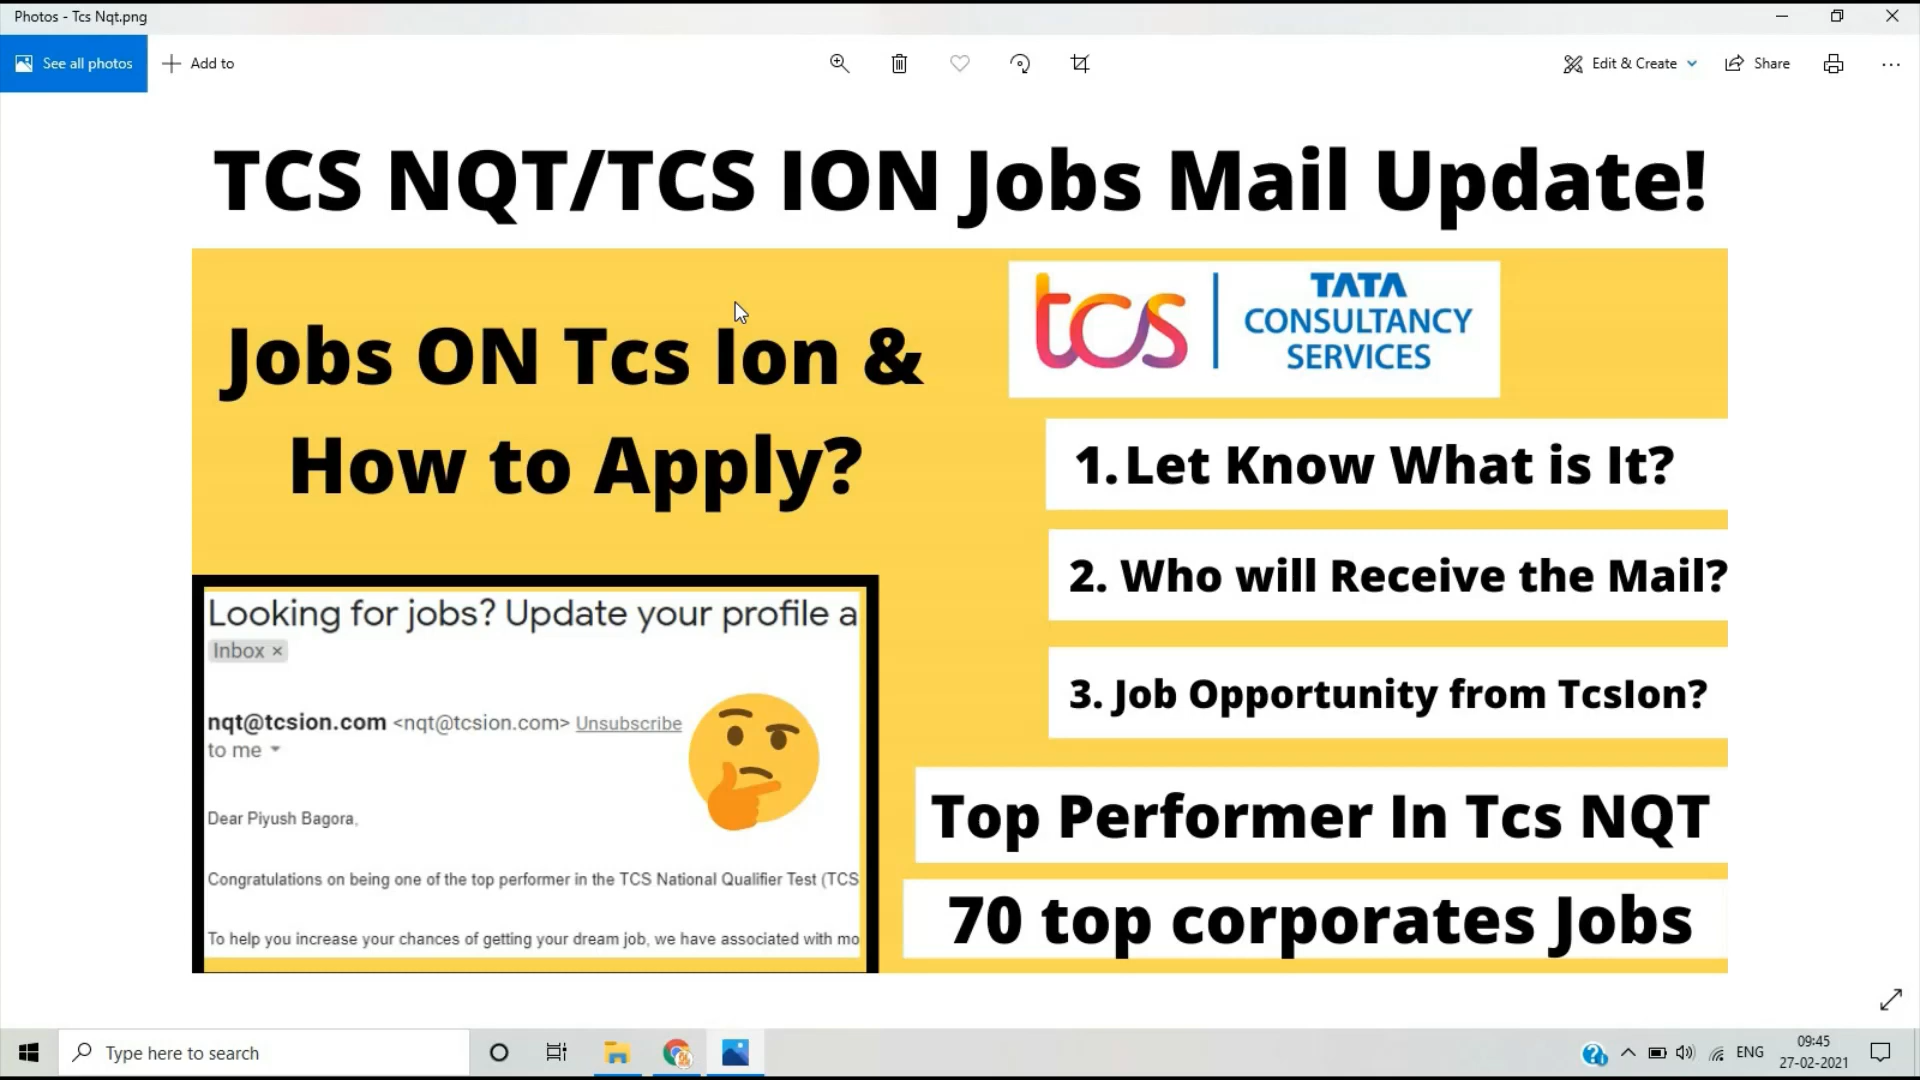 Photos - Tcs Nqt.png
See all photos
Add to
Edit & Create
Share
TCS NQT/TCS ION Jobs Mail Update!
Jobs ON Tcs Ion &
How to Apply?
tcs
TATA
CONSULTANCY
SERVICES
1. Let Know What is It?
2. Who will Receive the Mail?
3. Job Opportunity from TcsIon?
Top Performer In Tcs NQT
70 top corporates Jobs
Looking for jobs? Update your profile a
Inbox ×
nqt@tcsion.com <nqt@tcsion.com> Unsubscribe
to me
Dear Piyush Bagora,
Congratulations on being one of the top performer in the TCS National Qualifier Test (TCS
To help you increase your chances of getting your dream job, we have associated with mo
Type here to search
ENG
09:45
27-02-2021